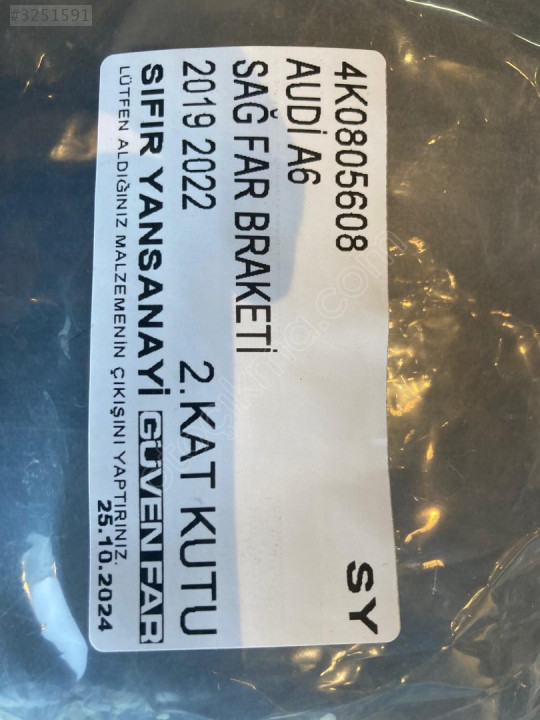 #3251591
4K0805608
AUDİ A6
SAĞ FAR BRAKETİ
2019 2022 2.KAT KUTU
SIFIR YANSANAYİ GÜVEN FAR
LÜTFEN ALDIĞINIZ MALZEMENİN ÇIKIŞINI YAPTIRINIZ.
25.10.2024
SY